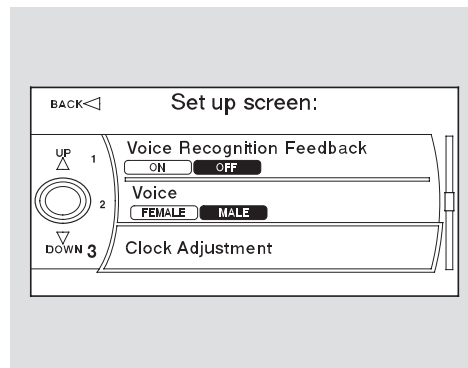 BACK
Set up screen:
UP
1
Voice Recognition Feedback
ON OFF
2
Voice
FEMALE MALE
DOWN 3
Clock Adjustment